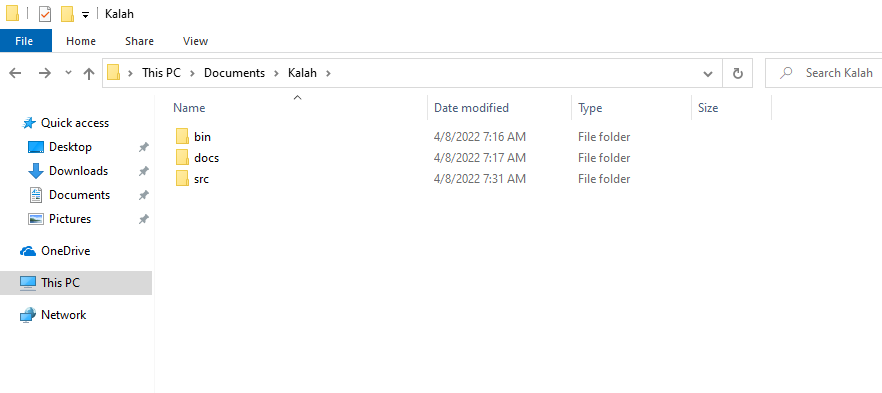 Kalah
File Home Share View
This PC Documents Kalah Search Kalah
Name Date modified Type Size
Quick access
Desktop
Downloads
Documents
Pictures
OneDrive
This PC
Network
bin 4/8/2022 7:16 AM File folder
docs 4/8/2022 7:17 AM File folder
src 4/8/2022 7:31 AM File folder